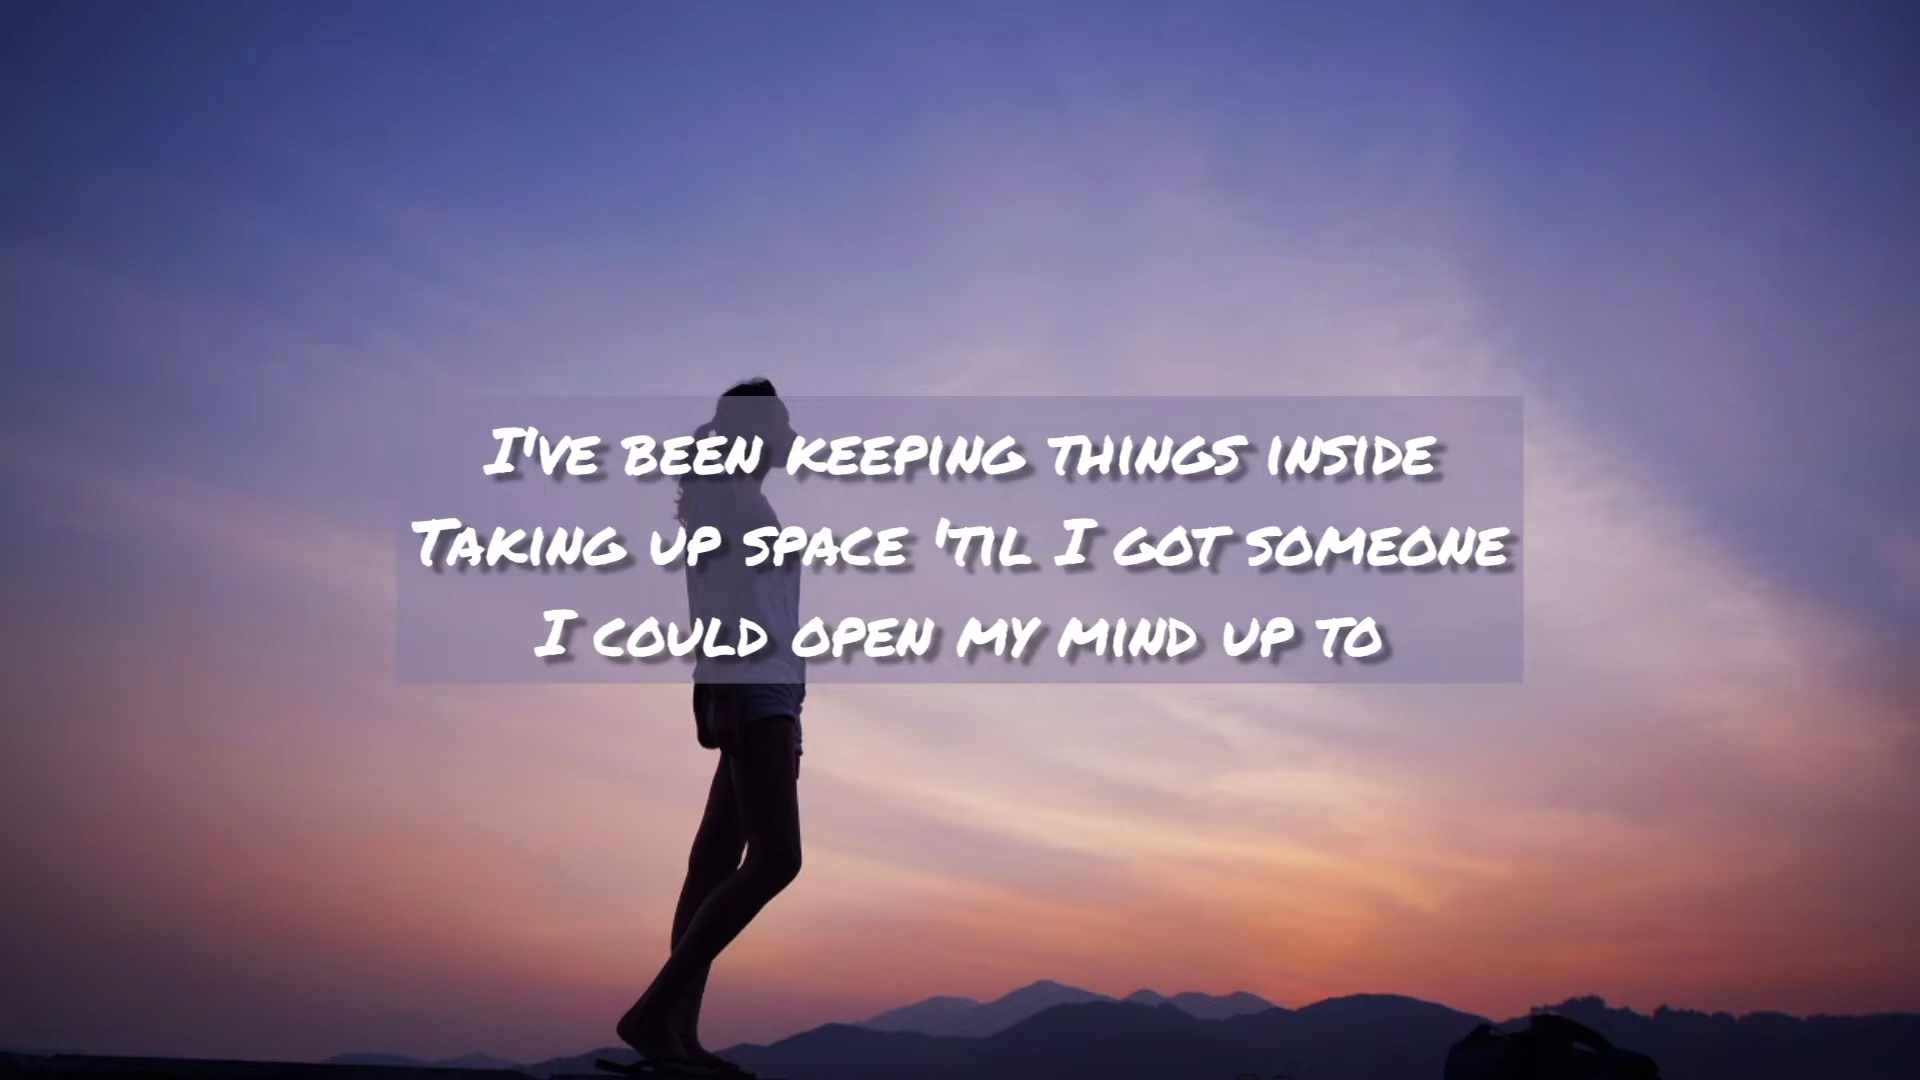 I've been keeping things inside
Taking up space 'til I got someone
I could open my mind up to